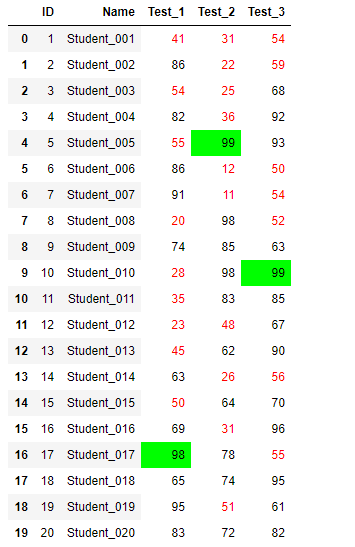 ID Name Test_1 Test_2 Test_3
0 1 Student_001 41 31 54
1 2 Student_002 86 22 59
2 3 Student_003 54 25 68
3 4 Student_004 82 36 92
4 5 Student_005 55 99 93
5 6 Student_006 86 12 50
6 7 Student_007 91 11 54
7 8 Student_008 20 98 52
8 9 Student_009 74 85 63
9 10 Student_010 28 98 99
10 11 Student_011 35 83 85
11 12 Student_012 23 48 67
12 13 Student_013 45 62 90
13 14 Student_014 63 26 56
14 15 Student_015 50 64 70
15 16 Student_016 69 31 96
16 17 Student_017 98 78 55
17 18 Student_018 65 74 95
18 19 Student_019 95 51 61
19 20 Student_020 83 72 82